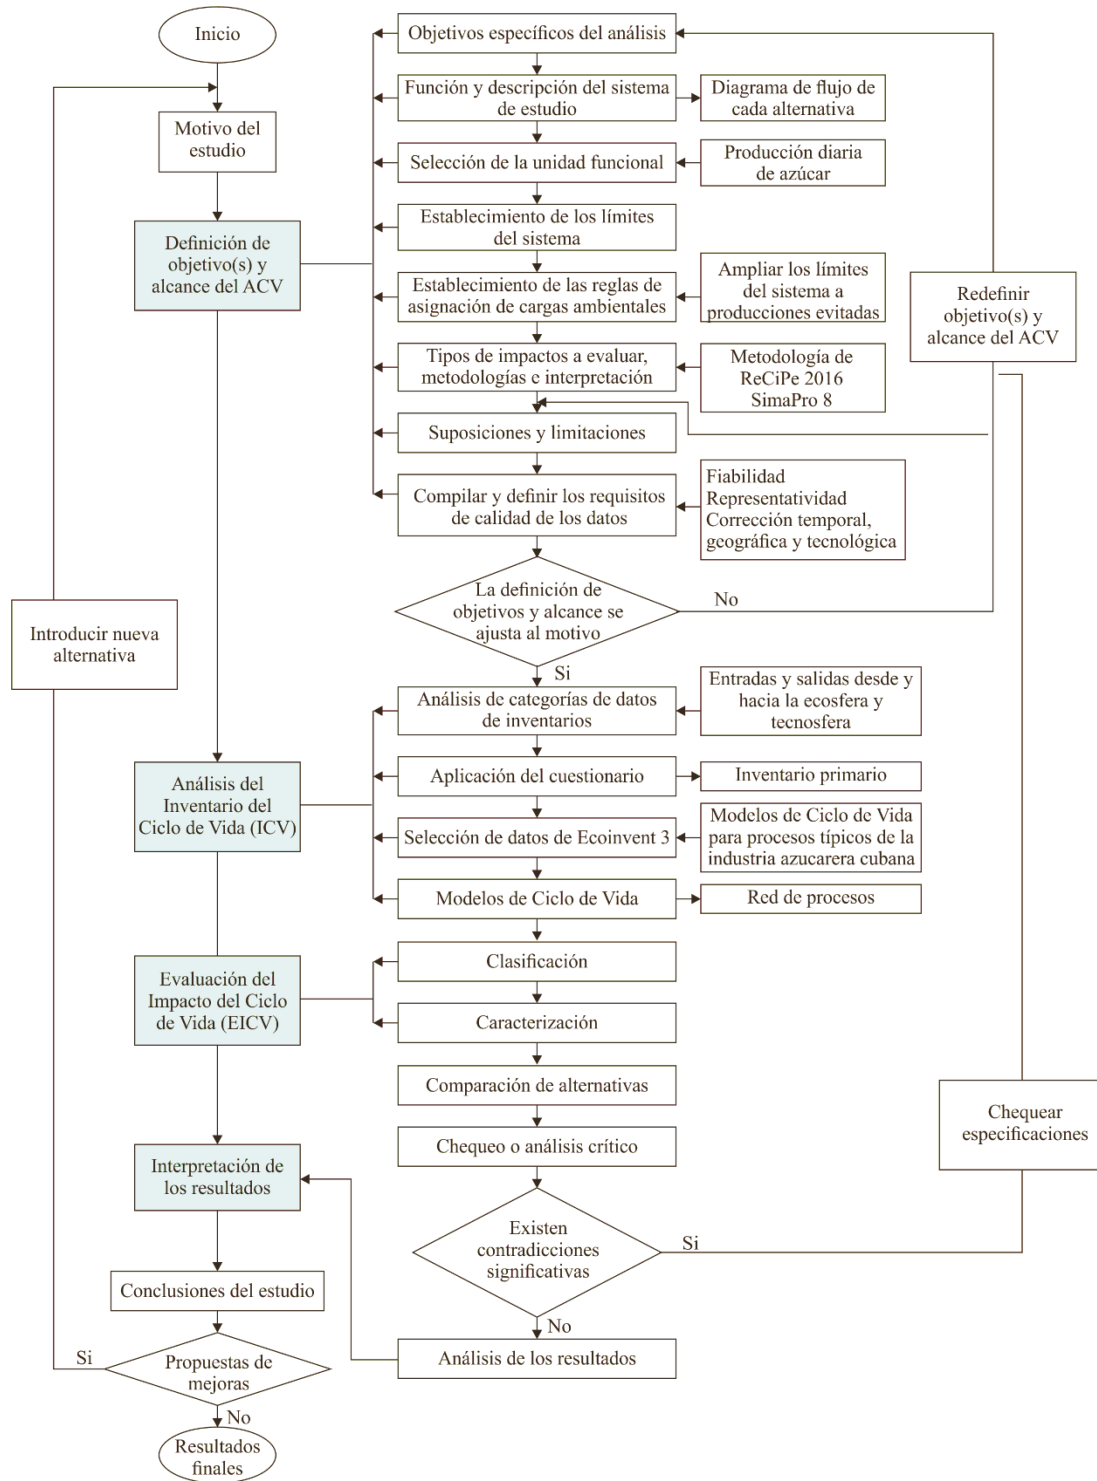 Inicio
Motivo del
estudio
Definición de
objetivo(s) y
alcance del ACV
Objetivos específicos del análisis
Función y descripción del sistema
de estudio
Diagrama de flujo de
cada alternativa
Selección de la unidad funcional
Producción diaria
de azúcar
Establecimiento de los límites
del sistema
Establecimiento de las reglas de
asignación de cargas ambientales
Ampliar los límites
del sistema a
producciones evitadas
Tipos de impactos a evaluar,
metodologías e interpretación
Metodología de
ReCiPe 2016
SimaPro 8
Suposiciones y limitaciones
Compilar y definir los requisitos
de calidad de los datos
Fiabilidad
Representatividad
Corrección temporal,
geográfica y tecnológica
Redefinir
objetivo(s) y
alcance del ACV
La definición de
objetivos y alcance se
ajusta al motivo
No
Si
Introducir nueva
alternativa
Análisis del
Inventario del
Ciclo de Vida (ICV)
Análisis de categorías de datos
de inventarios
Entradas y salidas desde y
hacia la ecosfera y
tecnosfera
Aplicación del cuestionario
Inventario primario
Selección de datos de Ecoinvent 3
Modelos de Ciclo de Vida
para procesos típicos de la
industria azucarera cubana
Modelos de Ciclo de Vida
Red de procesos
Evaluación del
Impacto del Ciclo
de Vida (EICV)
Clasificación
Caracterización
Comparación de alternativas
Chequeo o análisis crítico
Chequear
especificaciones
Existen
contradicciones
significativas
Si
No
Análisis de los resultados
Interpretación de
los resultados
Conclusiones del estudio
Propuestas de
mejoras
Si
No
Resultados
finales